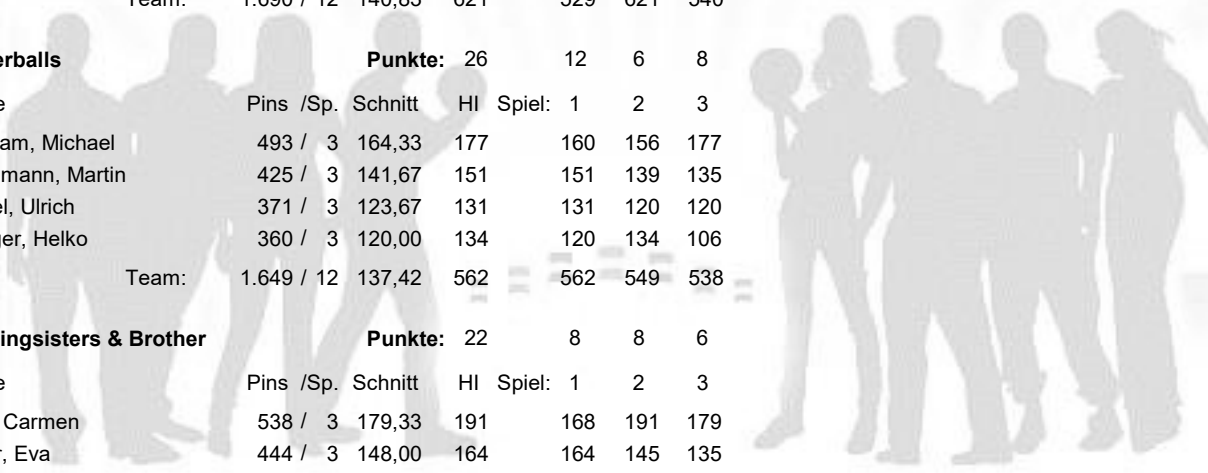 Team: 1.690 / 12 140,83 621 529 621 540
erballs Punkte: 26 12 6 8
e Pins /Sp. Schnitt HI Spiel: 1 2 3
am, Michael 493 / 3 164,33 177 160 156 177
mann, Martin 425 / 3 141,67 151 151 139 135
el, Ulrich 371 / 3 123,67 131 131 120 120
ger, Helko 360 / 3 120,00 134 120 134 106
Team: 1.649 / 12 137,42 562 562 549 538
ingsisters & Brother Punkte: 22 8 8 6
e Pins /Sp. Schnitt HI Spiel: 1 2 3
Carmen 538 / 3 179,33 191 168 191 179
r, Eva 444 / 3 148,00 164 164 145 135